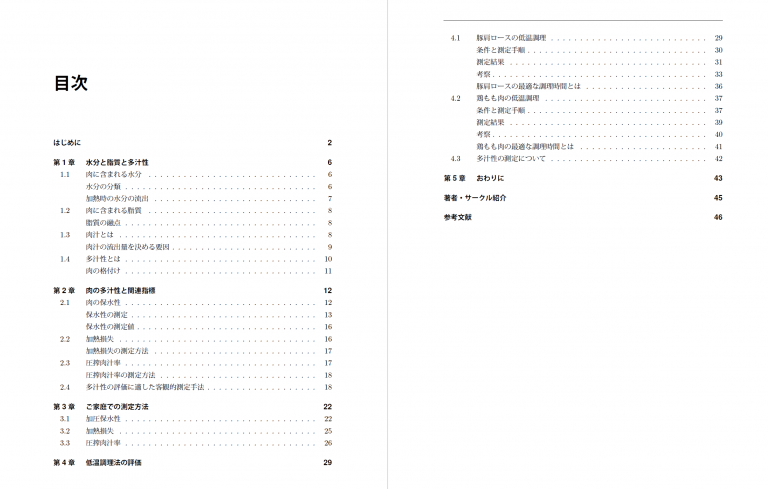 目次
はじめに 2
第1章 水分と脂質と多汁性 6
1.1 肉に含まれる水分 . . . . . . . . . . . . . . . . . . . . . . . . . . . . 6
水分の分類 . . . . . . . . . . . . . . . . . . . . . . . . . . . . 6
加熱時の水分の流出 . . . . . . . . . . . . . . . . . . . . . . . . . . . . 7
1.2 肉に含まれる脂質 . . . . . . . . . . . . . . . . . . . . . . . . . . . . 8
脂質の融点 . . . . . . . . . . . . . . . . . . . . . . . . . . . . 8
1.3 肉汁とは . . . . . . . . . . . . . . . . . . . . . . . . . . . . 8
肉汁の流出量を決める要因 . . . . . . . . . . . . . . . . . . . . . . . . 9
1.4 多汁性とは . . . . . . . . . . . . . . . . . . . . . . . . . . . . 10
肉の格付け . . . . . . . . . . . . . . . . . . . . . . . . . . . . 11
第2章 肉の多汁性と関連指標 12
2.1 肉の保水性 . . . . . . . . . . . . . . . . . . . . . . . . . . . . 12
保水性の測定 . . . . . . . . . . . . . . . . . . . . . . . . . . . . 13
保水性の測定値 . . . . . . . . . . . . . . . . . . . . . . . . . . . . 16
2.2 加熱損失 . . . . . . . . . . . . . . . . . . . . . . . . . . . . 16
加熱損失の測定方法 . . . . . . . . . . . . . . . . . . . . . . . . . . . . 17
2.3 圧搾肉汁率 . . . . . . . . . . . . . . . . . . . . . . . . . . . . 17
圧搾肉汁率の測定方法 . . . . . . . . . . . . . . . . . . . . . . . . . . 18
2.4 多汁性の評価に適した客観的測定手法 . . . . . . . . . . . . . . . . . . . 18
第3章 ご家庭での測定方法 22
3.1 加圧保水性 . . . . . . . . . . . . . . . . . . . . . . . . . . . . 22
3.2 加熱損失 . . . . . . . . . . . . . . . . . . . . . . . . . . . . 25
3.3 圧搾肉汁率 . . . . . . . . . . . . . . . . . . . . . . . . . . . . 26
第4章 低温調理法の評価 29
4.1 豚肩ロースの低温調理 . . . . . . . . . . . . . . . . . . . . . . . . . . 29
条件と測定手順 . . . . . . . . . . . . . . . . . . . . . . . . . . . . 30
測定結果 . . . . . . . . . . . . . . . . . . . . . . . . . . . . 31
考察 . . . . . . . . . . . . . . . . . . . . . . . . . . . . 33
豚肩ロースの最適な調理時間とは . . . . . . . . . . . . . . . . . . . . . 36
4.2 鶏もも肉の低温調理 . . . . . . . . . . . . . . . . . . . . . . . . . . . 37
条件と測定手順 . . . . . . . . . . . . . . . . . . . . . . . . . . . . 37
測定結果 . . . . . . . . . . . . . . . . . . . . . . . . . . . . 39
考察 . . . . . . . . . . . . . . . . . . . . . . . . . . . . 40
鶏もも肉の最適な調理時間とは . . . . . . . . . . . . . . . . . . . . . . 41
4.3 多汁性の測定について . . . . . . . . . . . . . . . . . . . . . . . . . . 42
第5章 おわりに 43
著者・サークル紹介 45
参考文献 46